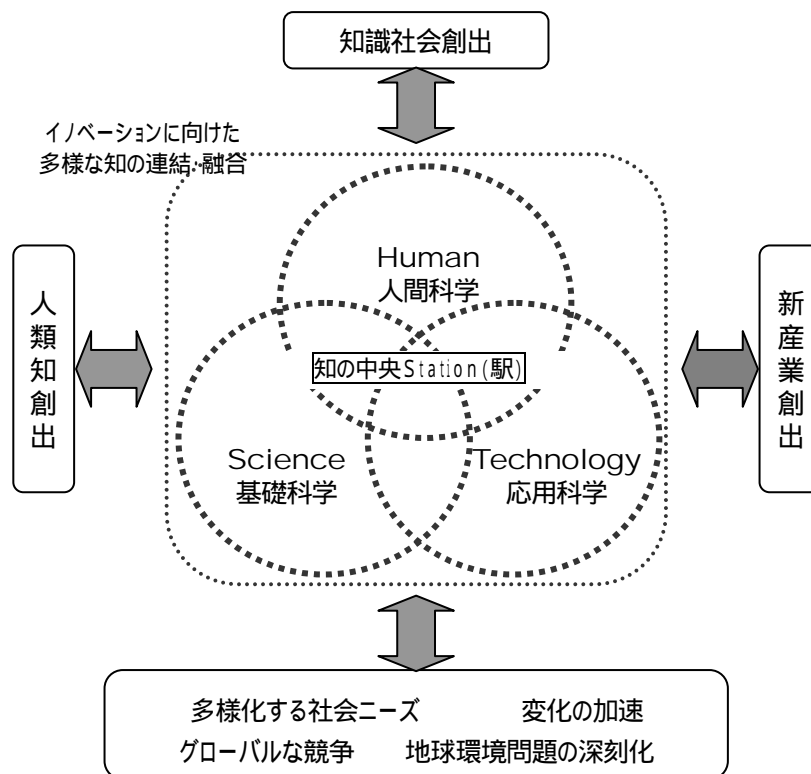 知識社会創出
イノベーションに向けた
多様な知の連結・融合
Human
人間科学
人類知創出
新産業創出
知の中央Station(駅)
Science
基礎科学
Technology
応用科学
多様化する社会ニーズ 変化の加速
グローバルな競争 地球環境問題の深刻化